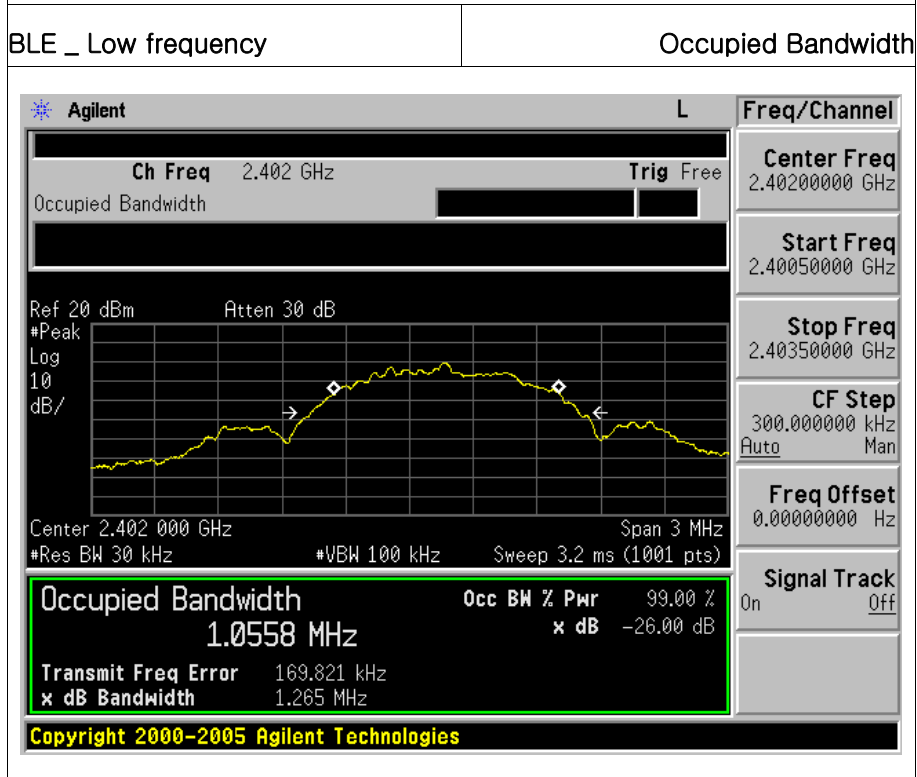 BLE _ Low frequency
Occupied Bandwidth
Agilent
L
Freq/Channel
Ch Freq 2.402 GHz
Trig Free
Occupied Bandwidth
Center Freq
2.40200000 GHz
Start Freq
2.40050000 GHz
Stop Freq
2.40350000 GHz
CF Step
300.000000 kHz
Auto Man
Freq Offset
0.00000000 Hz
Signal Track
On Off
Ref 20 dBm
Atten 30 dB
#Peak
Log
10
dB/
Center 2.402 000 GHz
Span 3 MHz
#Res BW 30 kHz
#VBW 100 kHz
Sweep 3.2 ms (1001 pts)
Occupied Bandwidth
1.0558 MHz
Occ BW % Pwr 99.00 %
x dB -26.00 dB
Transmit Freq Error 169.821 kHz
x dB Bandwidth 1.265 MHz
Copyright 2000-2005 Agilent Technologies